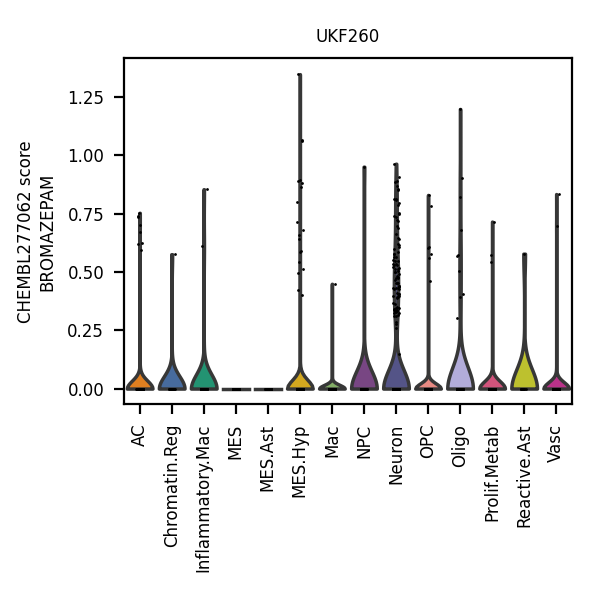 UKF260
CHEMBL277062 score
BROMAZEPAM
1.25
1.00
0.75
0.50
0.25
0.00
AC
Chromatin.Reg
Inflammatory.Mac
MES
MES.Ast
MES.Hyp
Mac
NPC
Neuron
OPC
Oligo
Prolif.Metab
Reactive.Ast
Vasc